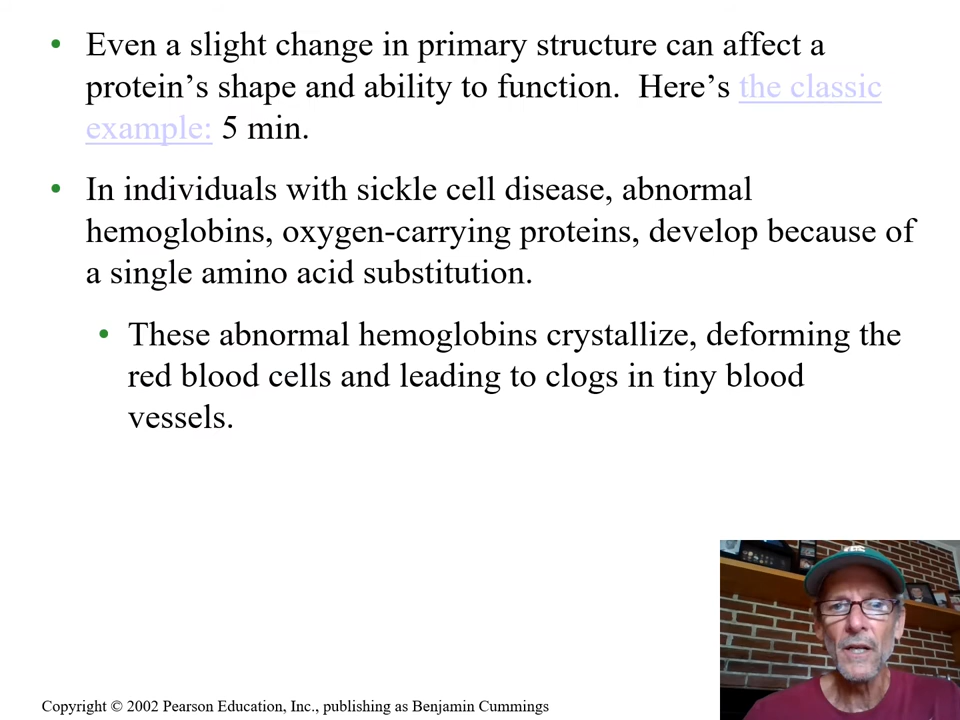 • Even a slight change in primary structure can affect a
protein’s shape and ability to function.  Here’s the classic
example: 5 min.
• In individuals with sickle cell disease, abnormal
hemoglobins, oxygen-carrying proteins, develop because of
a single amino acid substitution.
• These abnormal hemoglobins crystallize, deforming the
red blood cells and leading to clogs in tiny blood
vessels.
Copyright © 2002 Pearson Education, Inc., publishing as Benjamin Cummings